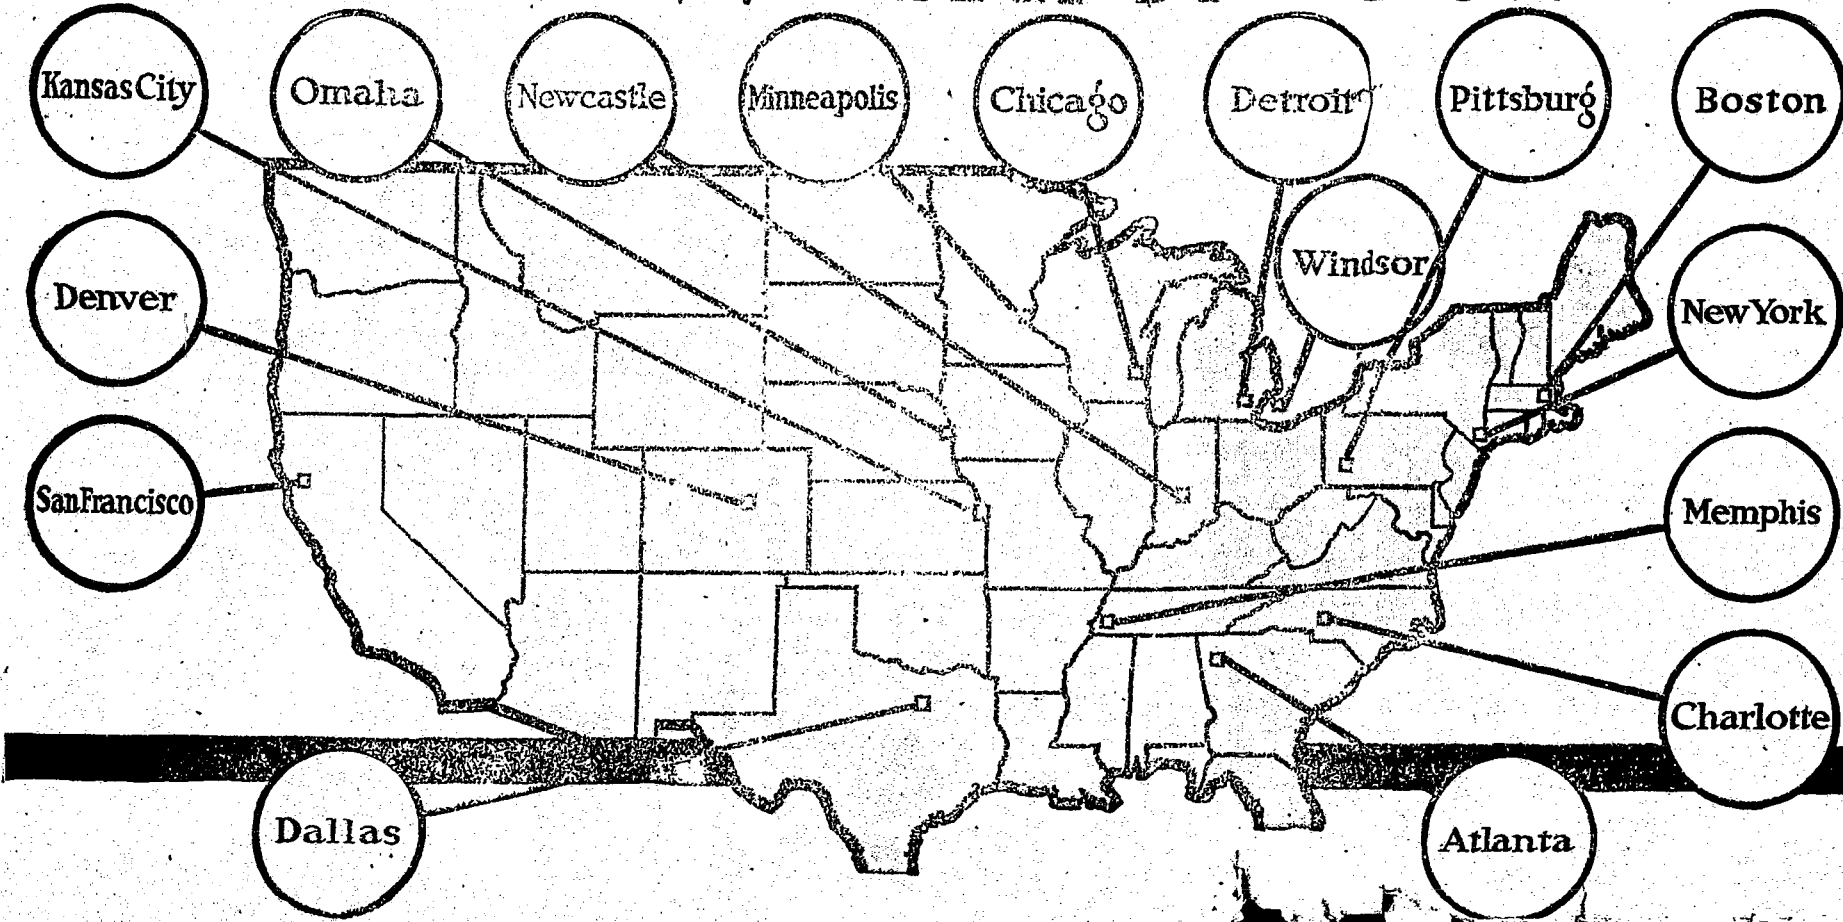 Kansas City
Omaha
Newcastle
Minneapolis
Chicago
Detroit
Pittsburg
Boston
Windsor
Denver
New York
San Francisco
Memphis
Charlotte
Dallas
Atlanta